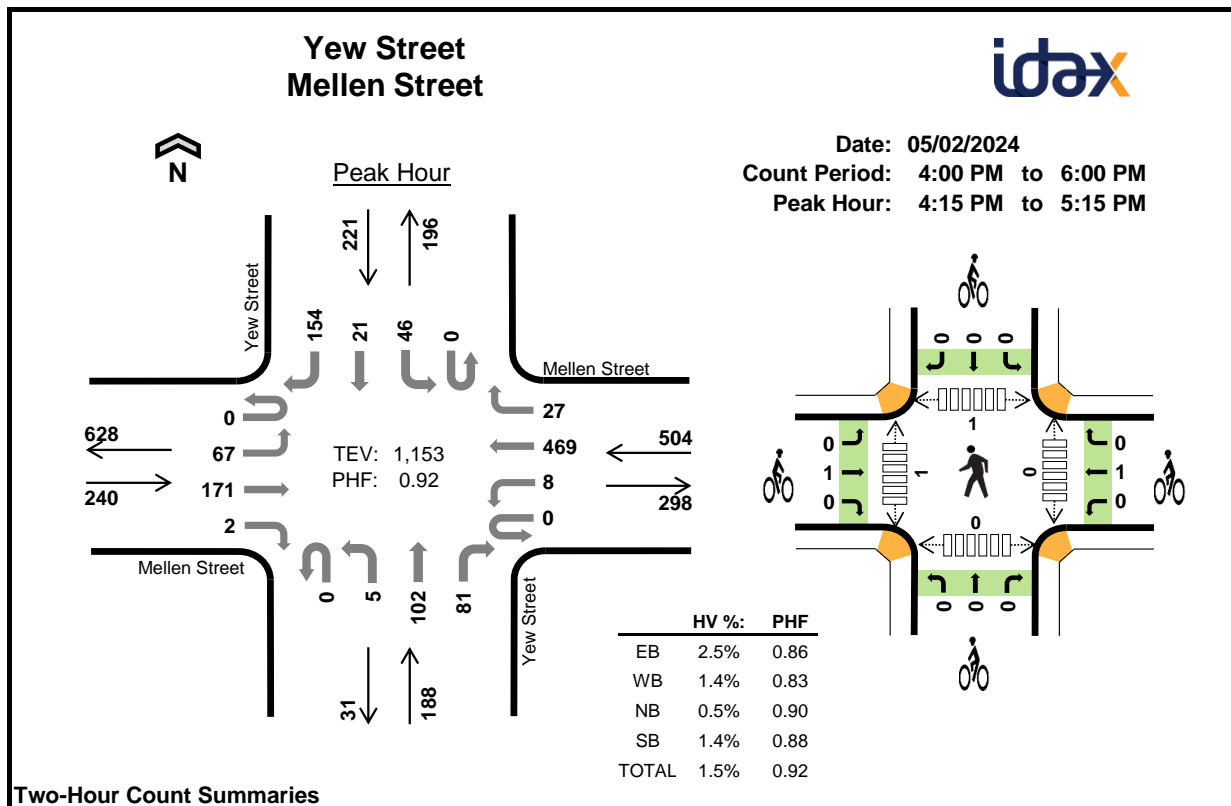 Yew Street
Mellen Street
idax
N
Peak Hour
Date: 05/02/2024
Count Period: 4:00 PM to 6:00 PM
Peak Hour: 4:15 PM to 5:15 PM
221
196
Yew Street
154
21
46
0
Mellen Street
0
67
171
2
628
240
TEV: 1,153
PHF: 0.92
27
469
8
0
504
298
Mellen Street
0
5
102
81
Yew Street
31
188
0 0 0
1
0
1
0
1
0
0
1
0
0
0 0 0
HV %: PHF
EB 2.5% 0.86
WB 1.4% 0.83
NB 0.5% 0.90
SB 1.4% 0.88
TOTAL 1.5% 0.92
Two-Hour Count Summaries